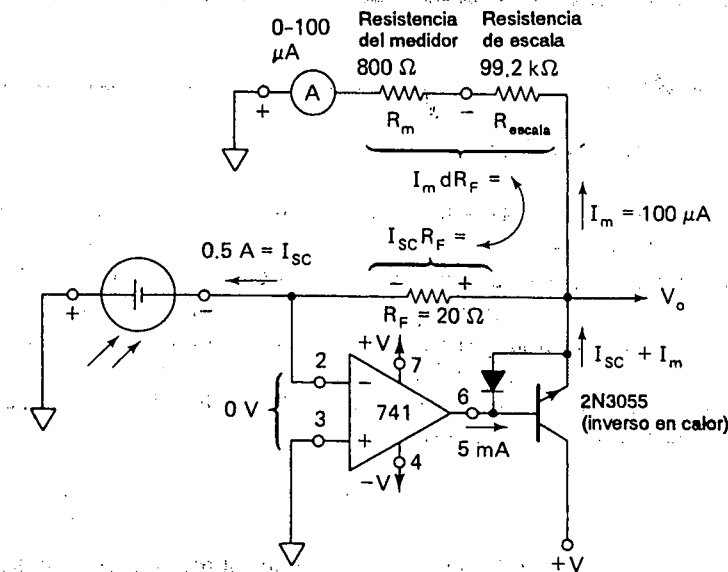 0-100
μA
Resistencia
del medidor
800 Ω
Resistencia
de escala
99.2 kΩ
A
+
R_m
−
R_escala
I_m dR_F =
I_m = 100 μA
I_SC R_F =
0.5 A = I_SC
− +
R_F = 20 Ω
V_o
+ −
+V
7
I_SC + I_m
2
−
0 V
741
6
3
+
5 mA
2N3055
(inverso en calor)
4
−V
+V